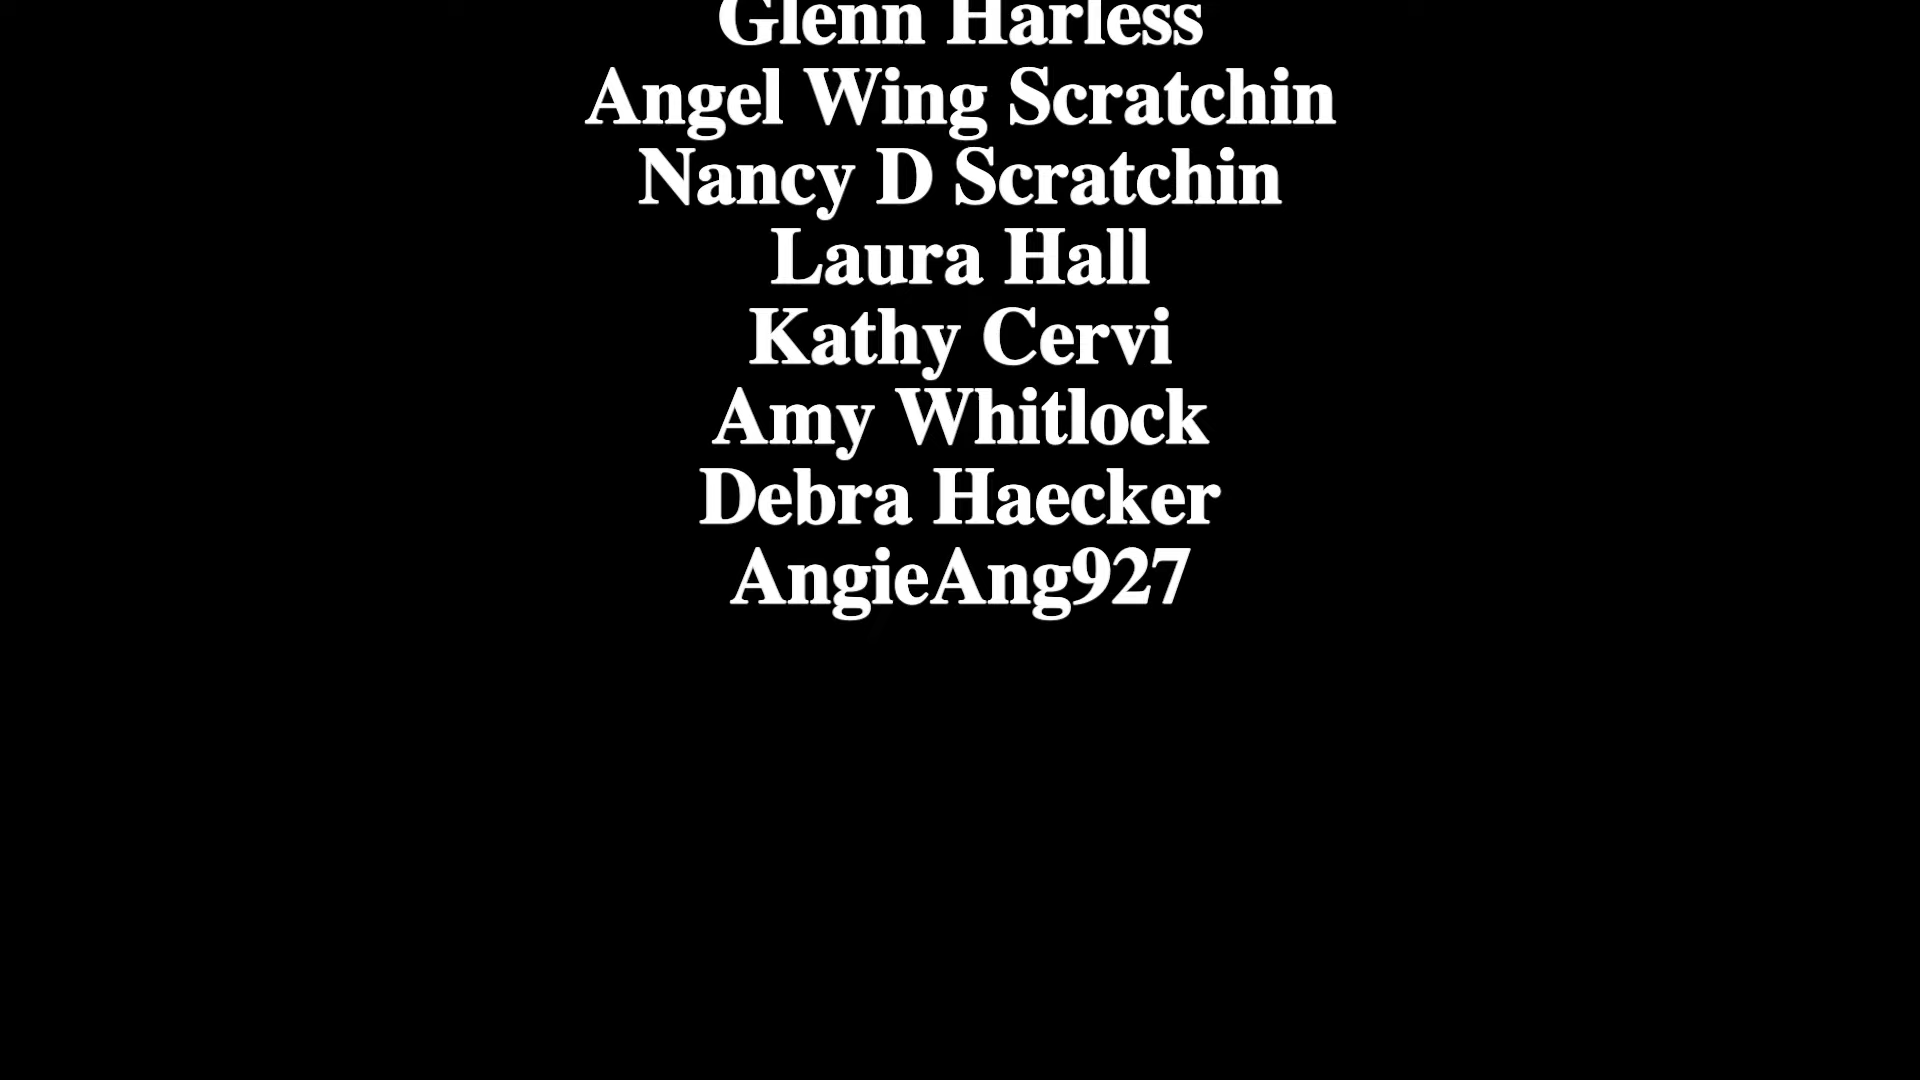 Glenn Harless
Angel Wing Scratchin
Nancy D Scratchin
Laura Hall
Kathy Cervi
Amy Whitlock
Debra Haecker
AngieAng927